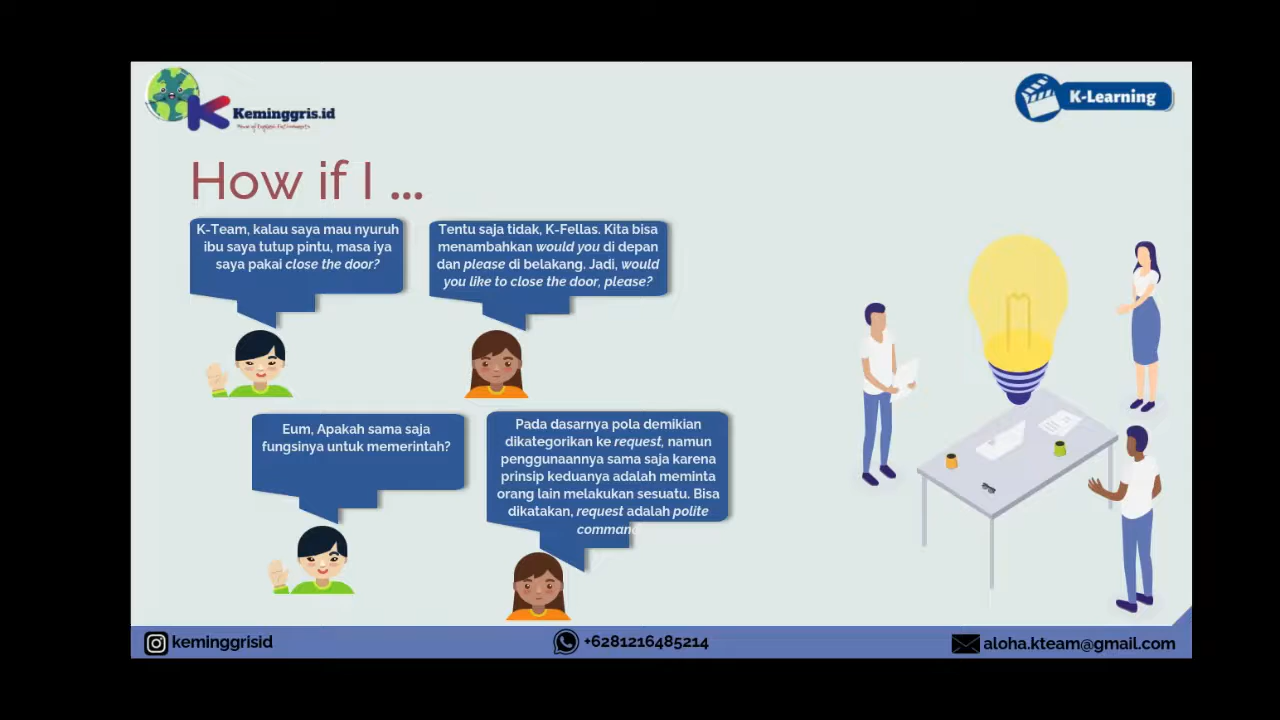 Keminggris.id
K-Learning
How if I ...
K-Team, kalau saya mau nyuruh
ibu saya tutup pintu, masa iya
saya pakai close the door?
Tentu saja tidak, K-Fellas. Kita bisa
menambahkan would you di depan
dan please di belakang. Jadi, would
you like to close the door, please?
Eum, Apakah sama saja
fungsinya untuk memerintah?
Pada dasarnya pola demikian
dikategorikan ke request, namun
penggunaannya sama saja karena
prinsip keduanya adalah meminta
orang lain melakukan sesuatu. Bisa
dikatakan, request adalah polite
keminggrisid
+6281216485214
aloha.kteam@gmail.com